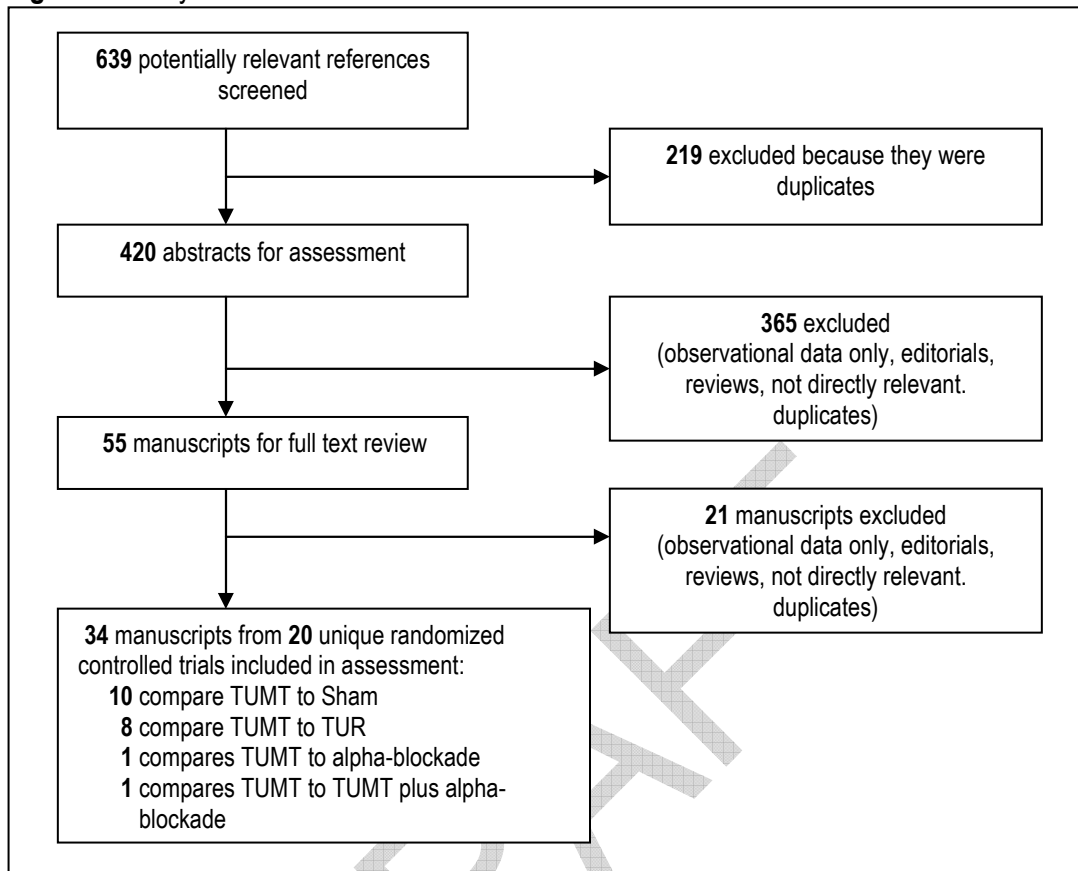 639 potentially relevant references
screened
219 excluded because they were
duplicates
420 abstracts for assessment
365 excluded
(observational data only, editorials,
reviews, not directly relevant.
duplicates)
55 manuscripts for full text review
21 manuscripts excluded
(observational data only, editorials,
reviews, not directly relevant.
duplicates)
34 manuscripts from 20 unique randomized
controlled trials included in assessment:
10 compare TUMT to Sham
8 compare TUMT to TUR
1 compares TUMT to alpha-blockade
1 compares TUMT to TUMT plus alpha-
blockade